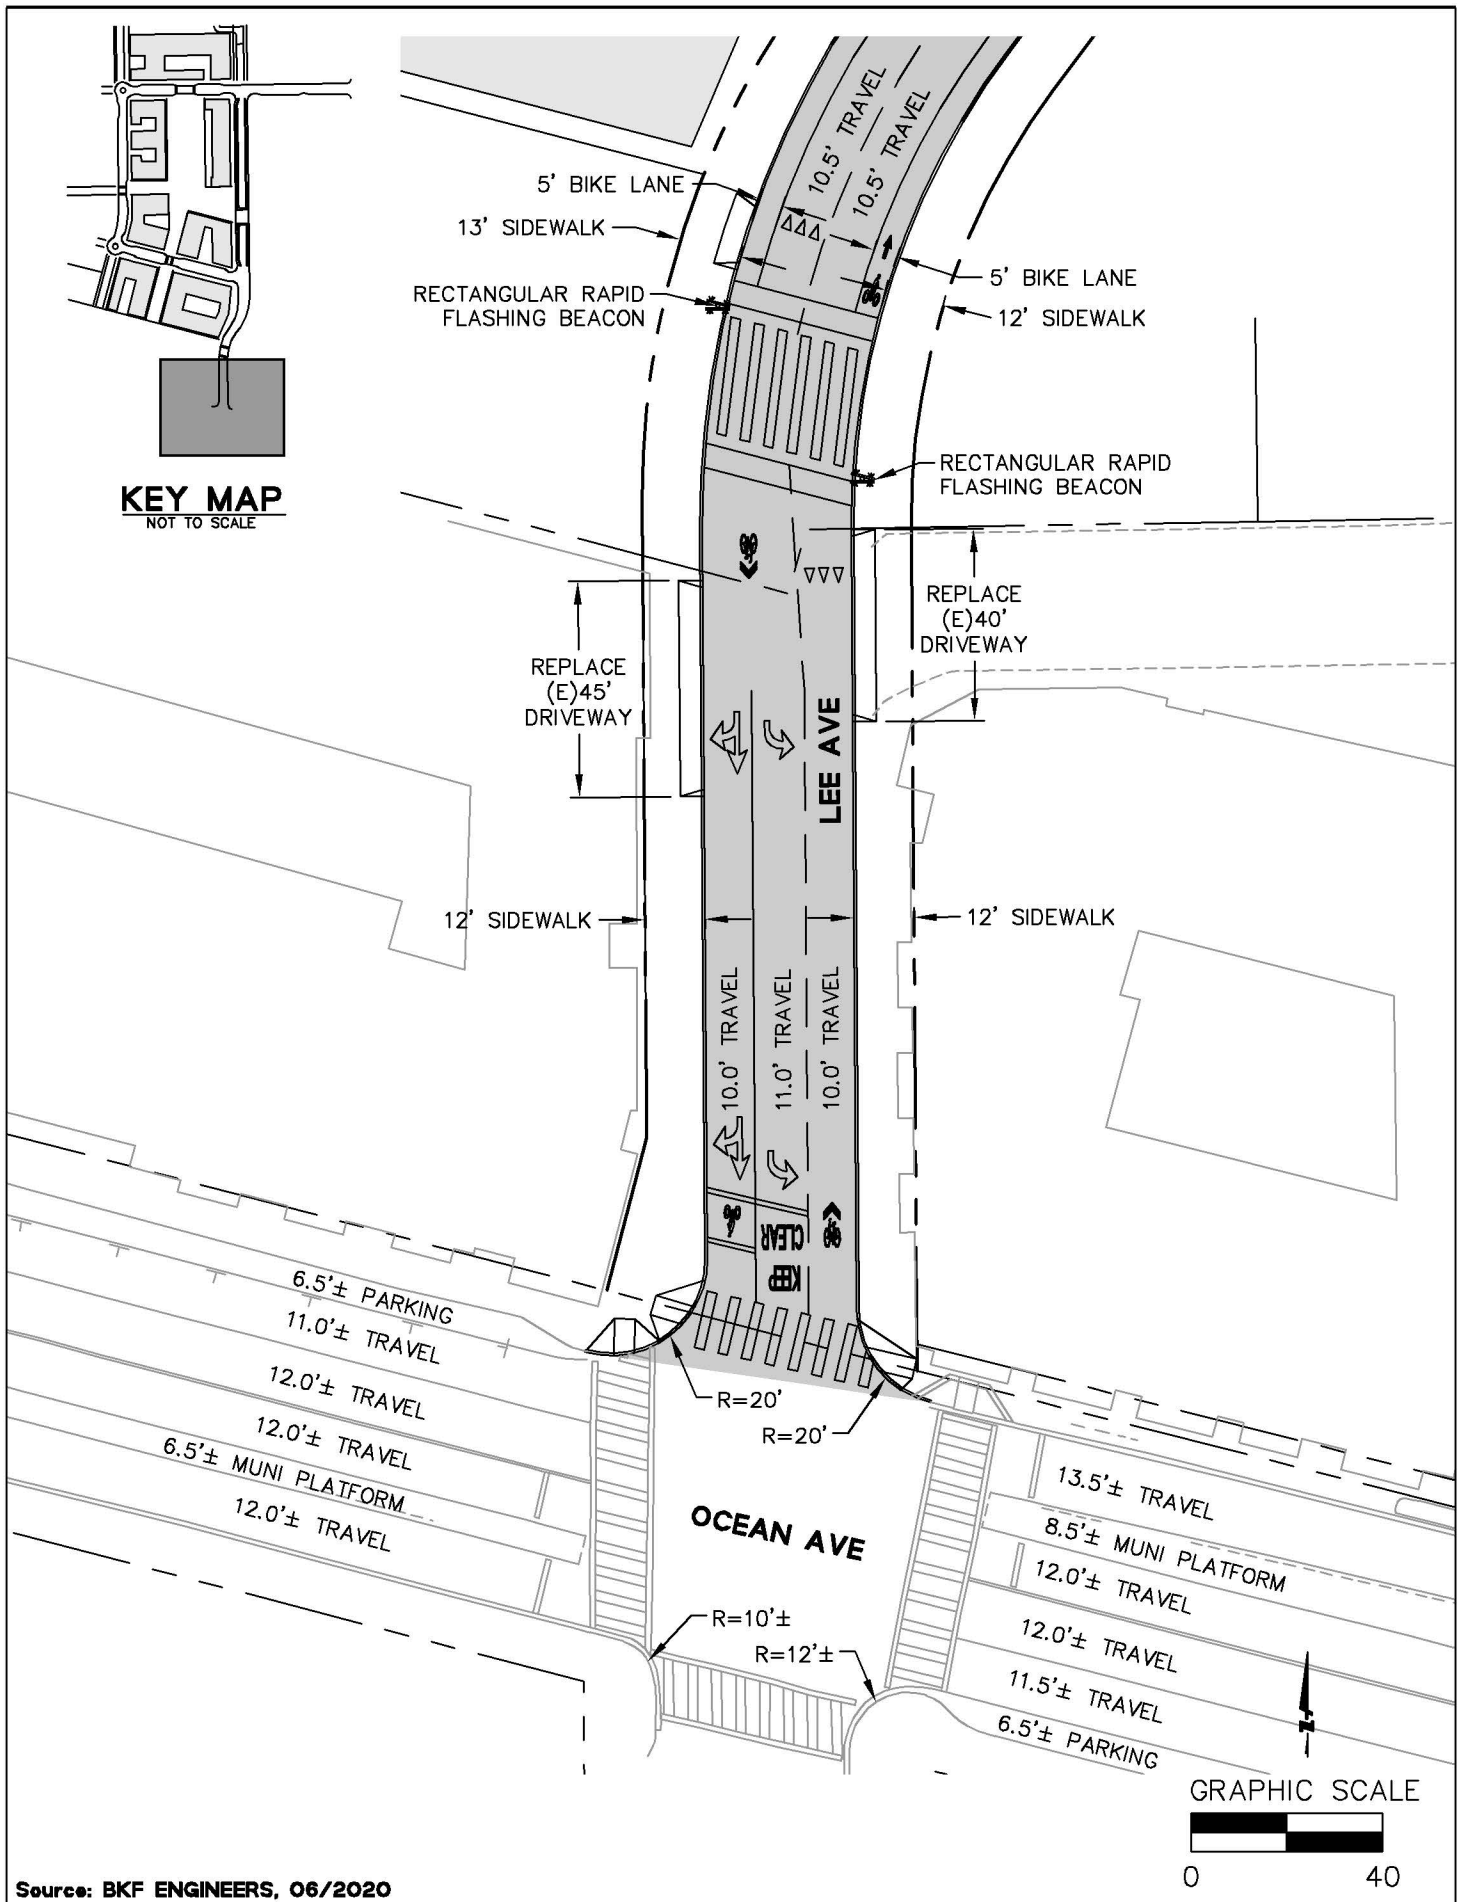 KEY MAP
NOT TO SCALE
10.5' TRAVEL
10.5' TRAVEL
5' BIKE LANE
13' SIDEWALK
5' BIKE LANE
12' SIDEWALK
RECTANGULAR RAPID
FLASHING BEACON
RECTANGULAR RAPID
FLASHING BEACON
REPLACE
(E)40'
DRIVEWAY
REPLACE
(E)45'
DRIVEWAY
LEE AVE
12' SIDEWALK
12' SIDEWALK
10.0' TRAVEL
11.0' TRAVEL
10.0' TRAVEL
CLEAR
KEEP
6.5'± PARKING
11.0'± TRAVEL
12.0'± TRAVEL
12.0'± TRAVEL
6.5'± MUNI PLATFORM
12.0'± TRAVEL
R=20'
R=20'
OCEAN AVE
13.5'± TRAVEL
8.5'± MUNI PLATFORM
12.0'± TRAVEL
12.0'± TRAVEL
11.5'± TRAVEL
6.5'± PARKING
R=10'±
R=12'±
N
GRAPHIC SCALE
0 40
Source: BKF ENGINEERS, 06/2020